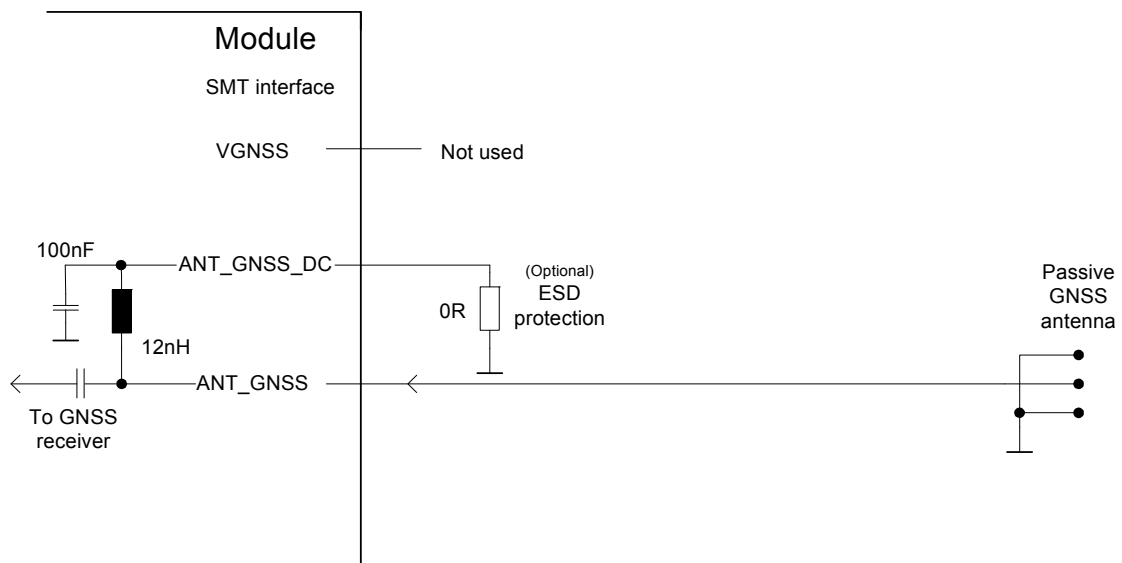 Module
SMT interface
VGNSS
Not used
100nF
ANT_GNSS_DC
(Optional)
ESD
protection
0R
Passive
GNSS
antenna
12nH
ANT_GNSS
To GNSS
receiver